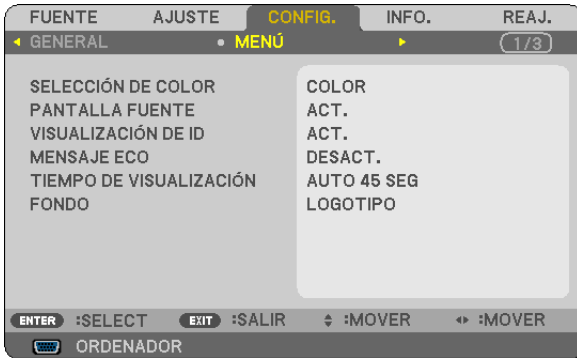 FUENTE AJUSTE CONFIG. INFO. REAJ.
GENERAL • MENÚ 1/3
SELECCIÓN DE COLOR COLOR
PANTALLA FUENTE ACT.
VISUALIZACIÓN DE ID ACT.
MENSAJE ECO DESACT.
TIEMPO DE VISUALIZACIÓN AUTO 45 SEG
FONDO LOGOTIPO
ENTER :SELECT EXIT :SALIR :MOVER :MOVER
ORDENADOR